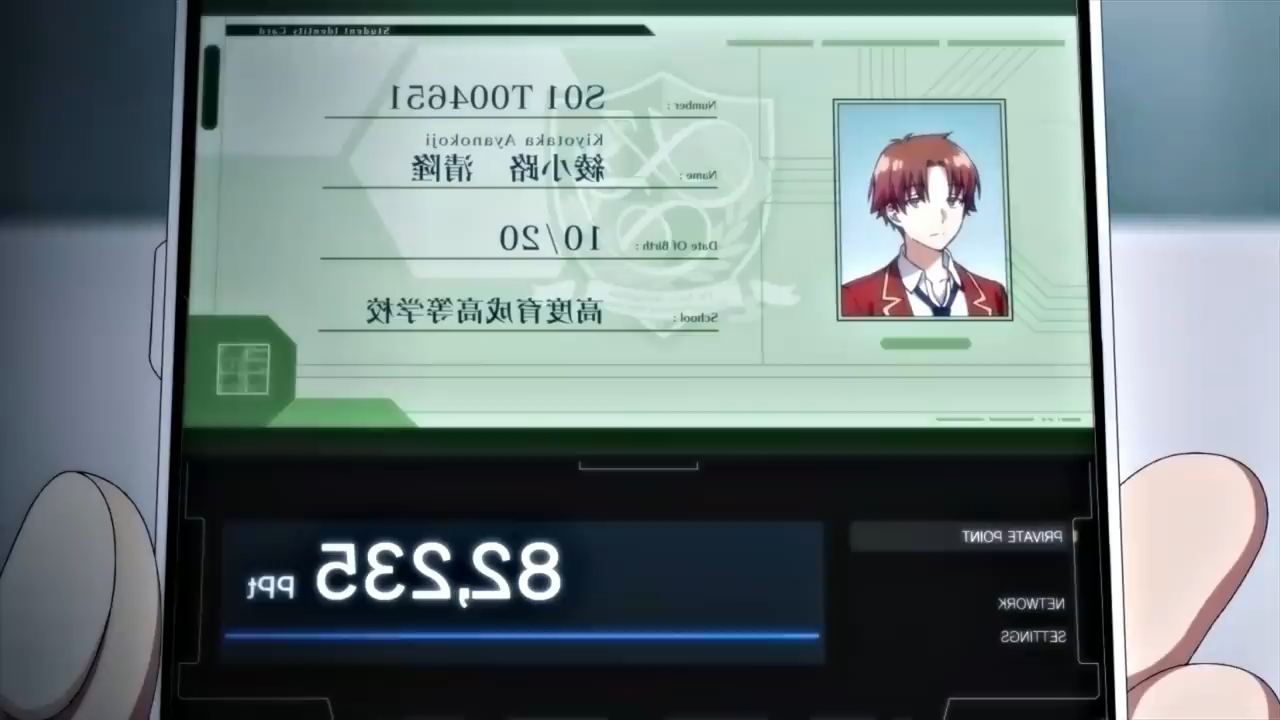 Student Identity Card
Number : S01 T004651
Kiyotaka Ayanokoji
Name : 綾小路 清隆
Date Of Birth : 10/20
School : 高度育成高等学校
PRIVATE POINT
82,235 PPt
NETWORK
SETTINGS